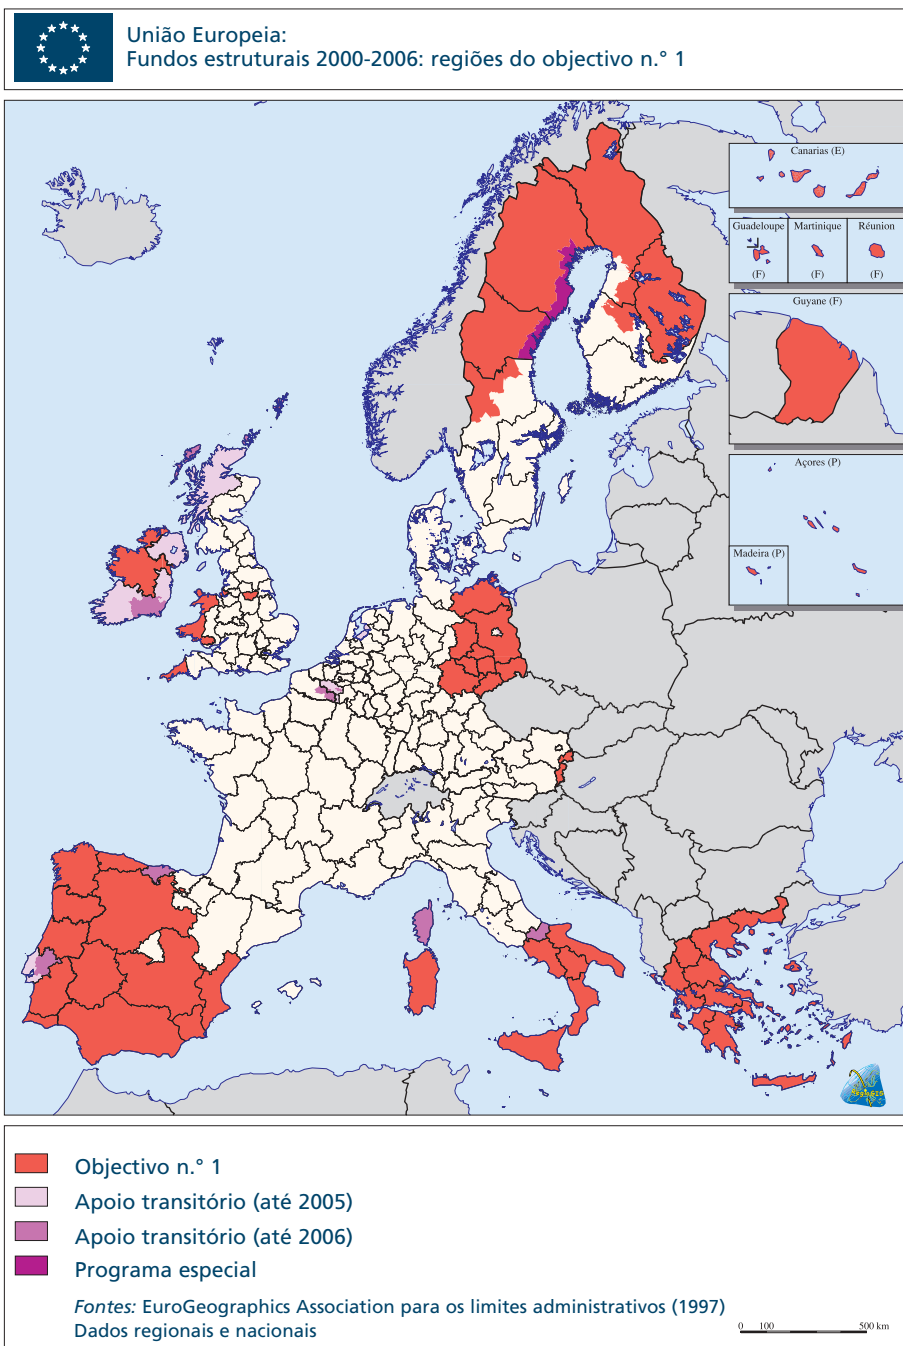 União Europeia:
Fundos estruturais 2000-2006: regiões do objectivo n.° 1
Canarias (E)
Guadeloupe
Martinique
Réunion
(F)
(F)
(F)
Guyane (F)
Açores (P)
Madeira (P)
REGIOGIS
Objectivo n.° 1
Apoio transitório (até 2005)
Apoio transitório (até 2006)
Programa especial
Fontes: EuroGeographics Association para os limites administrativos (1997)
Dados regionais e nacionais
0 100 500 km